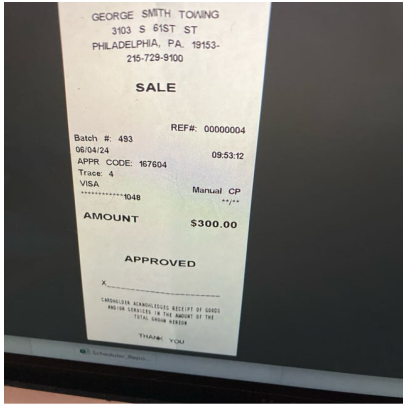 GEORGE SMITH TOWING
3103 S 61ST ST
PHILADELPHIA, PA. 19153-
215-729-9100
SALE
REF#: 00000004
Batch #: 493
06/04/24 09:53:12
APPR CODE: 167604
Trace: 4
VISA Manual CP
************1048 **/**
AMOUNT $300.00
APPROVED
X
CARDHOLDER ACKNOWLEDGES RECEIPT OF GOODS
AND/OR SERVICES IN THE AMOUNT OF THE
TOTAL SHOWN HEREON
THANK YOU